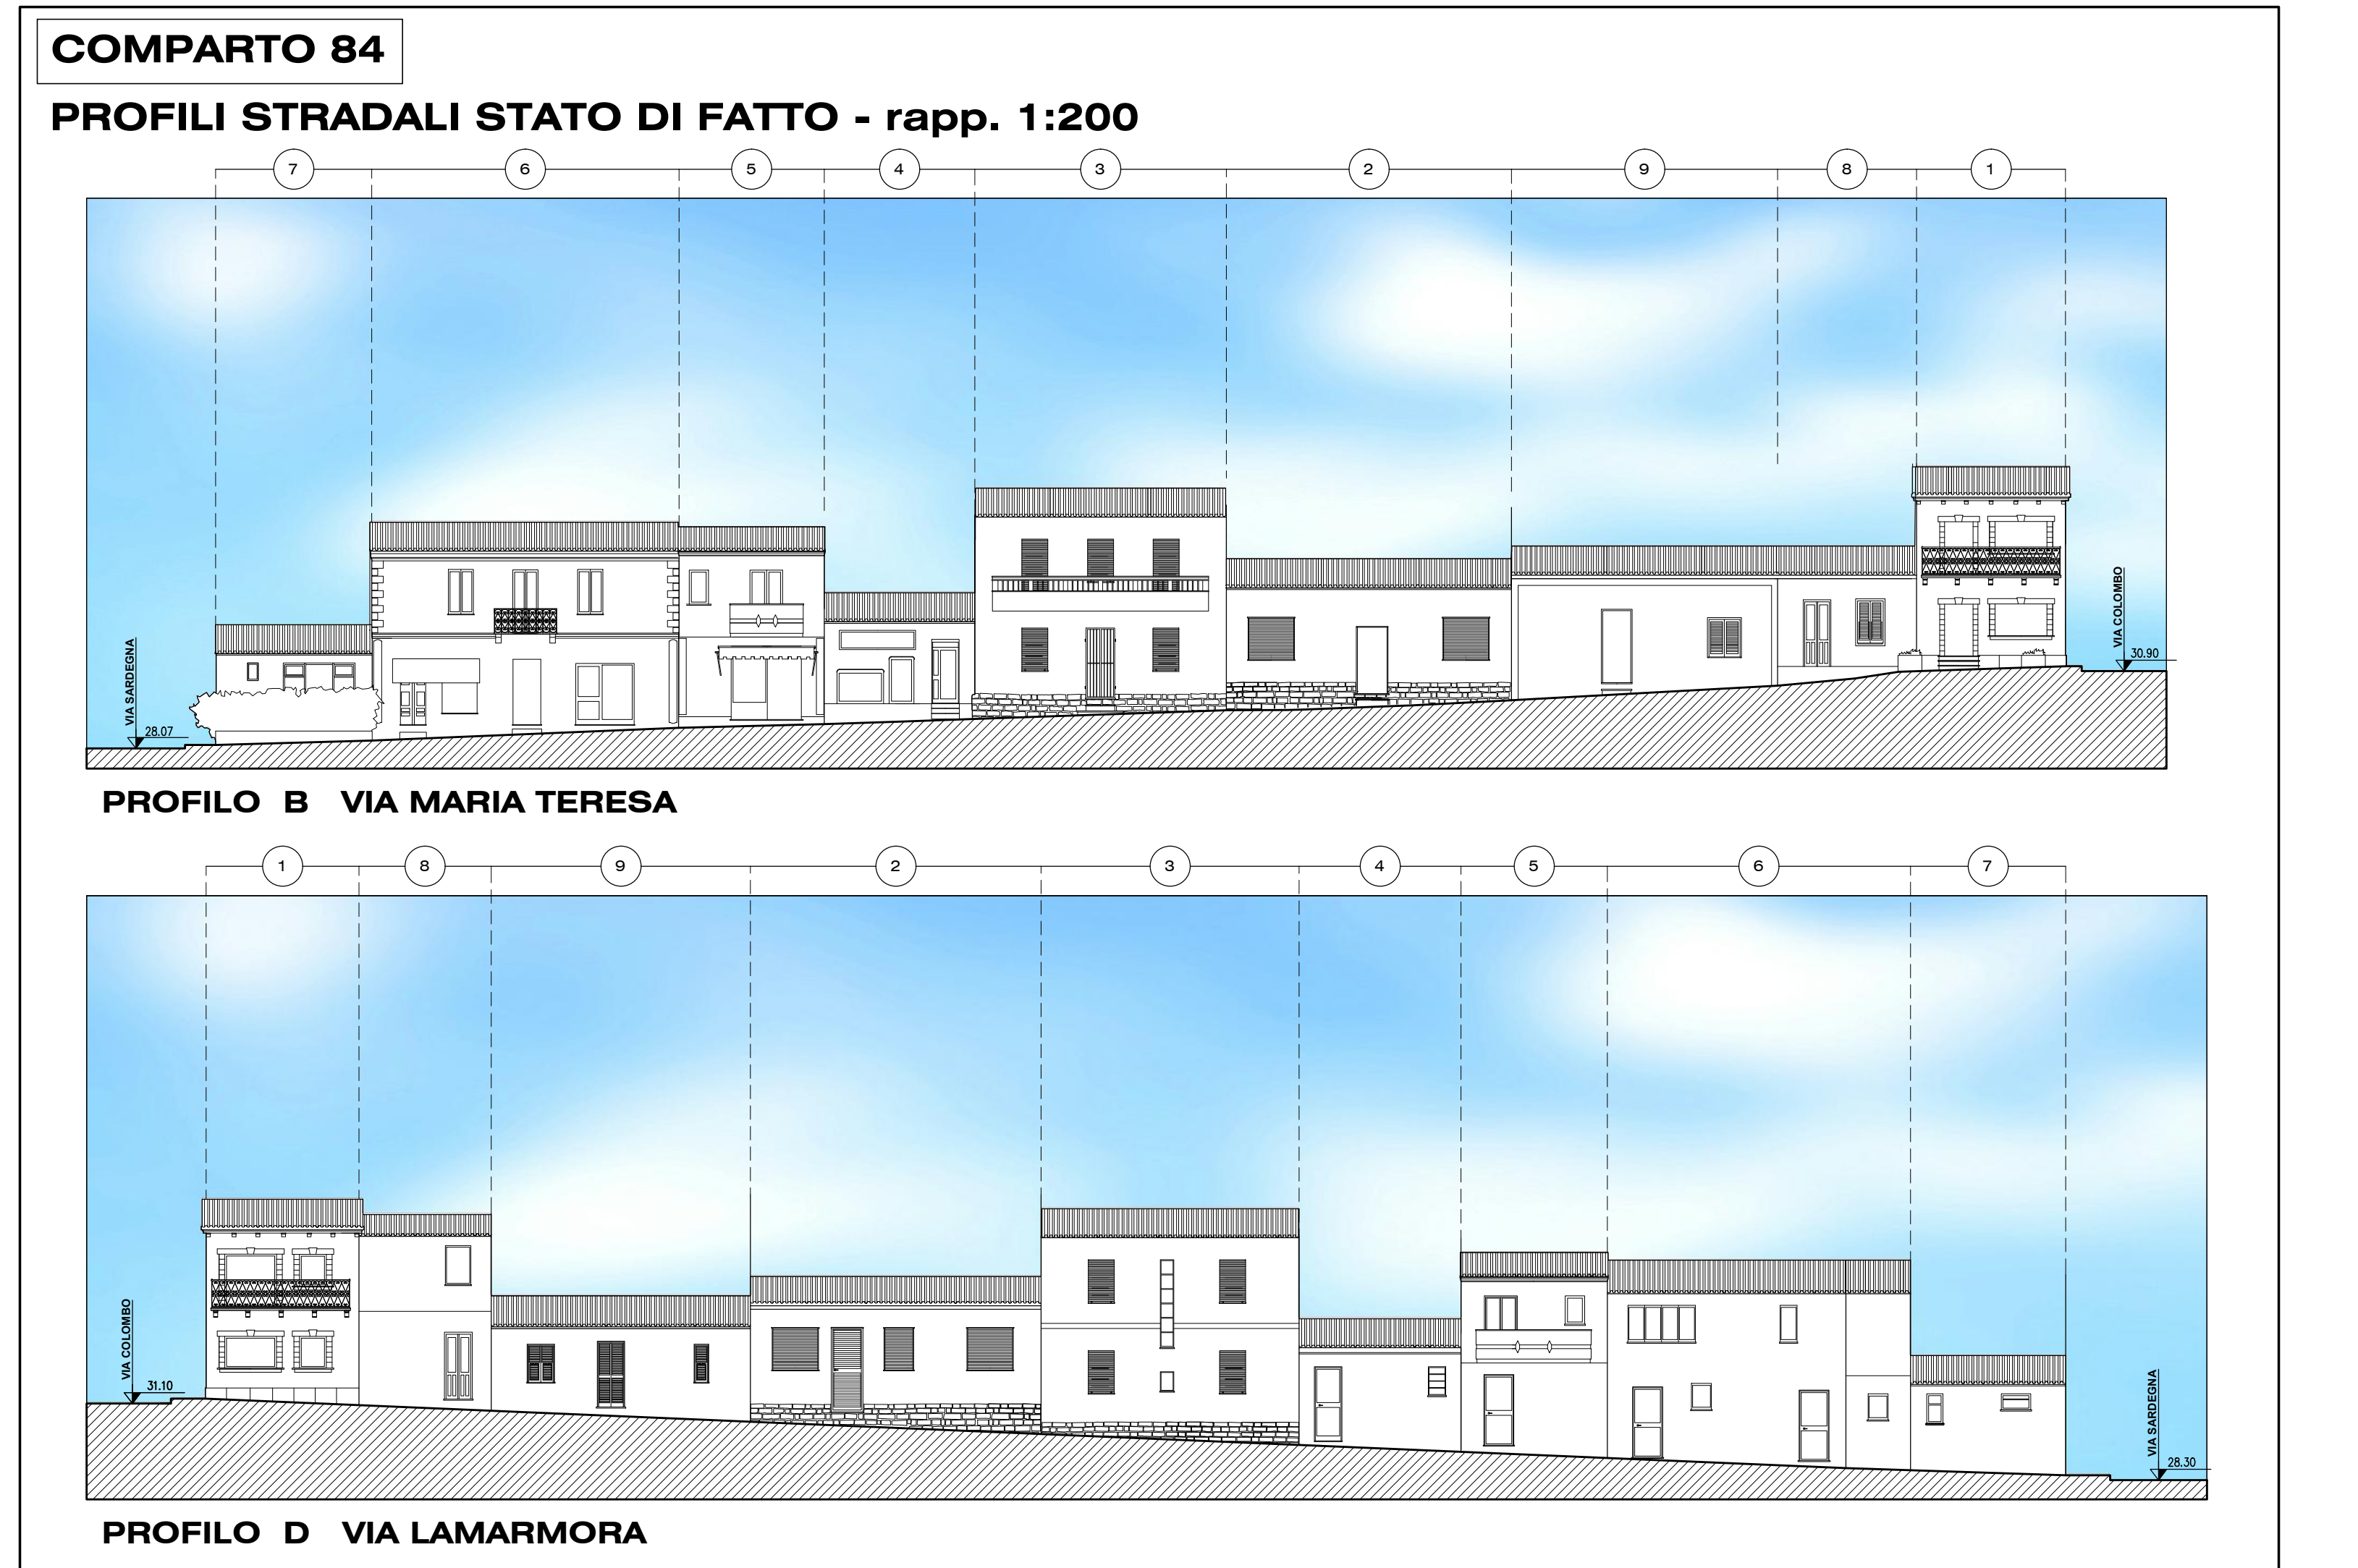 COMPARTO 84
PROFILI STRADALI STATO DI FATTO - rapp. 1:200
7 6 5 4 3 2 9 8 1
VIA SARDEGNA
28.07
VIA COLOMBO
30.90
PROFILO B VIA MARIA TERESA
1 8 9 2 3 4 5 6 7
VIA COLOMBO
31.10
VIA SARDEGNA
28.30
PROFILO D VIA LAMARMORA